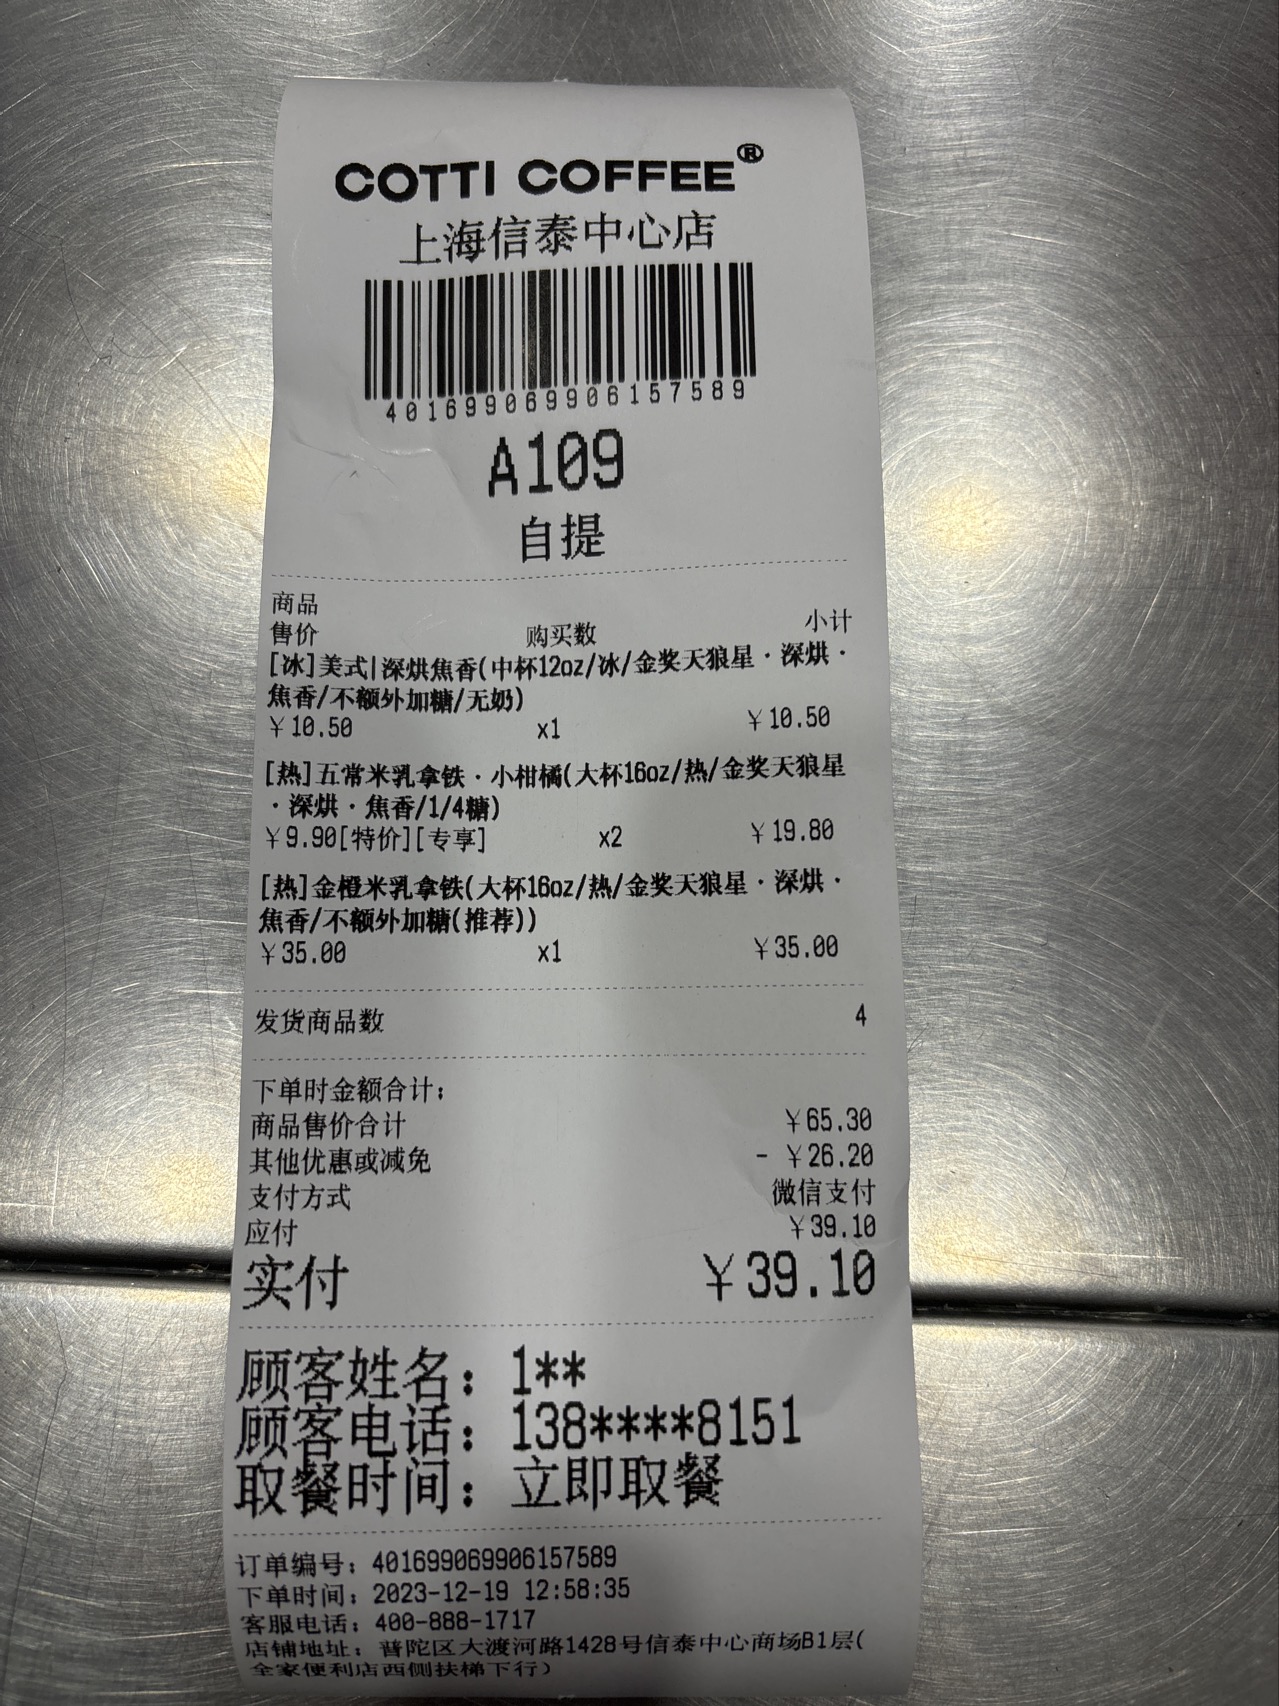 COTTI COFFEE®
上海信泰中心店
401699069906157589
A109
自提
商品
售价 购买数 小计
[冰]美式|深烘焦香(中杯12oz/冰/金奖天狼星·深烘·
焦香/不额外加糖/无奶)
￥10.50 x1 ￥10.50
[热]五常米乳拿铁·小柑橘(大杯16oz/热/金奖天狼星
·深烘·焦香/1/4糖)
￥9.90[特价][专享] x2 ￥19.80
[热]金橙米乳拿铁(大杯16oz/热/金奖天狼星·深烘·
焦香/不额外加糖(推荐))
￥35.00 x1 ￥35.00
发货商品数 4
下单时金额合计:
商品售价合计 ￥65.30
其他优惠或减免 - ￥26.20
支付方式 微信支付
应付 ￥39.10
实付 ￥39.10
顾客姓名: 1**
顾客电话: 138****8151
取餐时间: 立即取餐
订单编号: 401699069906157589
下单时间: 2023-12-19 12:58:35
客服电话: 400-888-1717
店铺地址: 普陀区大渡河路1428号信泰中心商场B1层(
全家便利店西侧扶梯下行)